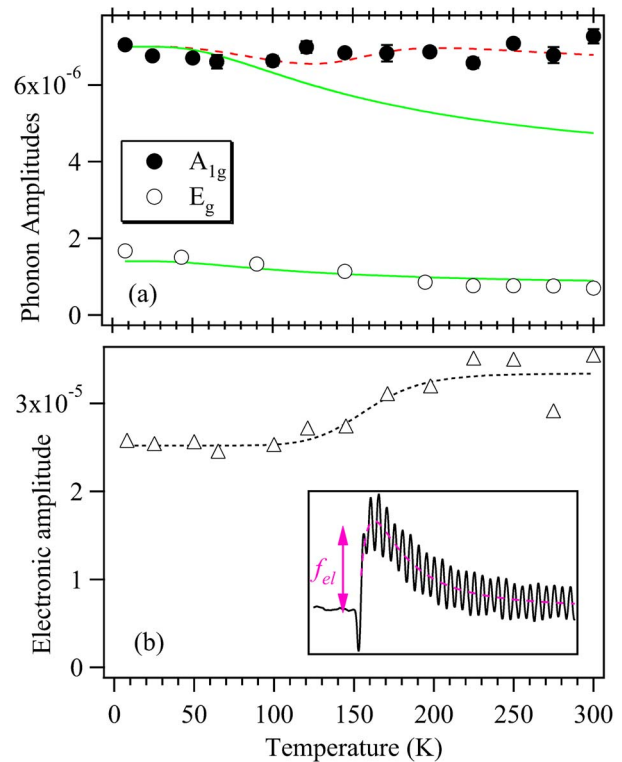 (a)
6x10⁻⁶
4
2
0
Phonon Amplitudes
A₁g
Eg
(b)
3x10⁻⁵
2
1
0
Electronic amplitude
fel
0
50
100
150
200
250
300
Temperature (K)